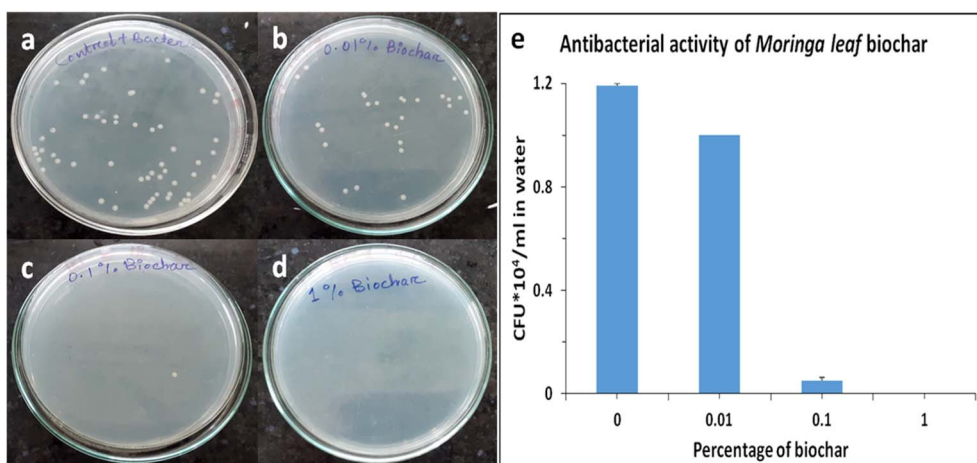 a
Control + Bacter
b
0.01% Biochar
c
0.1% Biochar
d
1% Biochar
e
Antibacterial activity of Moringa leaf biochar
CFU*10⁴/ml in water
1.2
0.8
0.4
0
0 0.01 0.1 1
Percentage of biochar